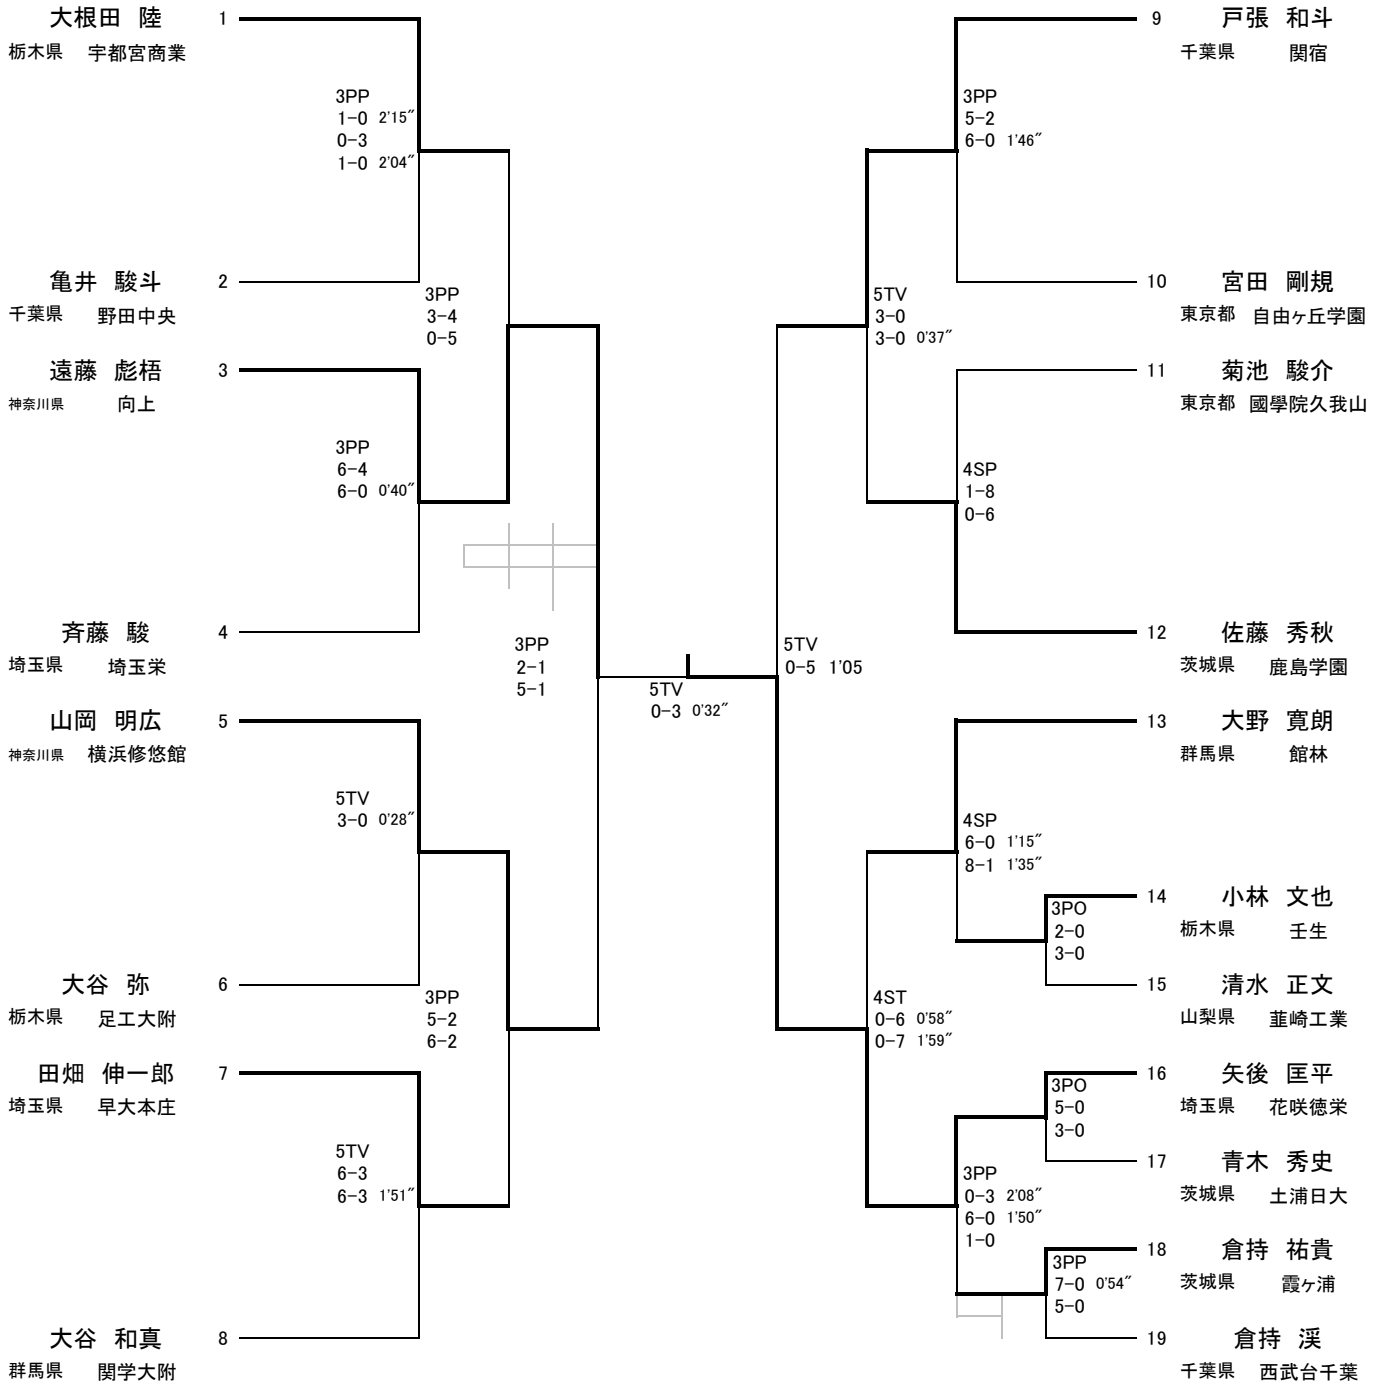 大根田 陸 1
栃木県 宇都宮商業
3PP
1-0 2'15"
0-3
1-0 2'04"
亀井 駿斗 2
千葉県 野田中央
3PP
3-4
0-5
遠藤 彪梧 3
神奈川県 向上
3PP
6-4
6-0 0'40"
斉藤 駿 4
埼玉県 埼玉栄
3PP
2-1
5-1
山岡 明広 5
神奈川県 横浜修悠館
5TV
3-0 0'28"
大谷 弥 6
栃木県 足工大附
3PP
5-2
6-2
田畑 伸一郎 7
埼玉県 早大本庄
5TV
6-3
6-3 1'51"
大谷 和真 8
群馬県 関学大附
5TV
0-3 0'32"
9 戸張 和斗
千葉県 関宿
3PP
5-2
6-0 1'46"
10 宮田 剛規
東京都 自由ヶ丘学園
5TV
3-0
3-0 0'37"
11 菊池 駿介
東京都 國學院久我山
4SP
1-8
0-6
12 佐藤 秀秋
茨城県 鹿島学園
5TV
0-5 1'05
13 大野 寛朗
群馬県 館林
4SP
6-0 1'15"
8-1 1'35"
14 小林 文也
栃木県 壬生
3PO
2-0
3-0
15 清水 正文
山梨県 韮崎工業
4ST
0-6 0'58"
0-7 1'59"
16 矢後 匡平
埼玉県 花咲徳栄
3PO
5-0
3-0
17 青木 秀史
茨城県 土浦日大
3PP
0-3 2'08"
6-0 1'50"
1-0
18 倉持 祐貴
茨城県 霞ヶ浦
3PP
7-0 0'54"
5-0
19 倉持 渓
千葉県 西武台千葉